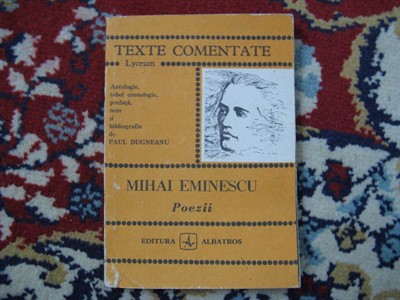 TEXTE COMENTATE
Lyceum
Antologie,
tabel cronologic,
prefață,
note
și
bibliografie
de
PAUL DUGNEANU
MIHAI EMINESCU
Poezii
EDITURA ALBATROS